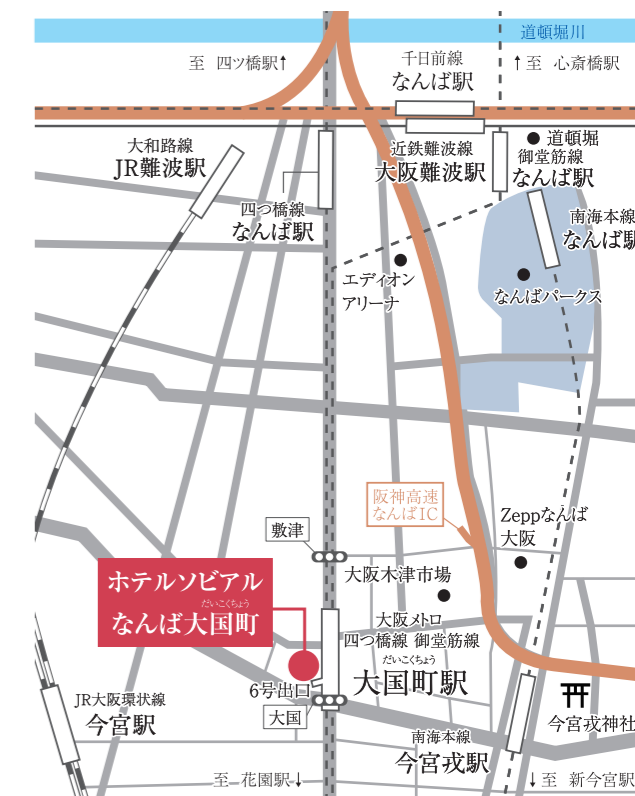 道頓堀川
至 四ツ橋駅↑
千日前線
なんば駅
↑至 心斎橋駅
大和路線
JR難波駅
近鉄難波線
大阪難波駅
道頓堀
御堂筋線
なんば駅
四つ橋線
なんば駅
南海本線
なんば駅
エディオン
アリーナ
なんばパークス
阪神高速
なんばIC
Zeppなんば
大阪
敷津
大阪木津市場
ホテルソビアル
だいこくちょう
なんば大国町
大阪メトロ
四つ橋線 御堂筋線
だいこくちょう
大国町駅
6号出口
大国
JR大阪環状線
今宮駅
今宮戎神社
南海本線
今宮戎駅
至 花園駅↓
↓至 新今宮駅